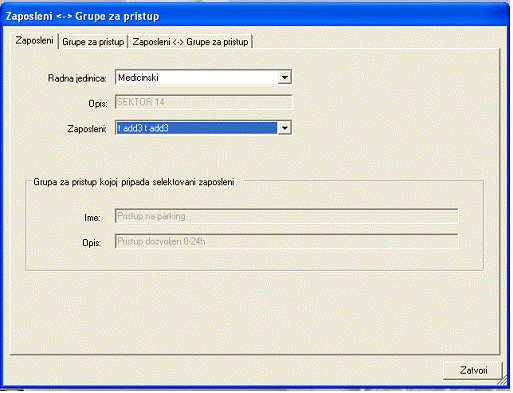 Zaposleni <-> Grupe za pristup
Zaposleni Grupe za pristup Zaposleni <-> Grupe za pristup
Radna jedinica: Medicinski
Opis: SEKTOR 14
Zaposleni: t add3 t add3
Grupa za pristup kojoj pripada selektovani zaposleni
Ime: Pristup na parking
Opis: Pristup dozvoljen 0-24h
Zatvori